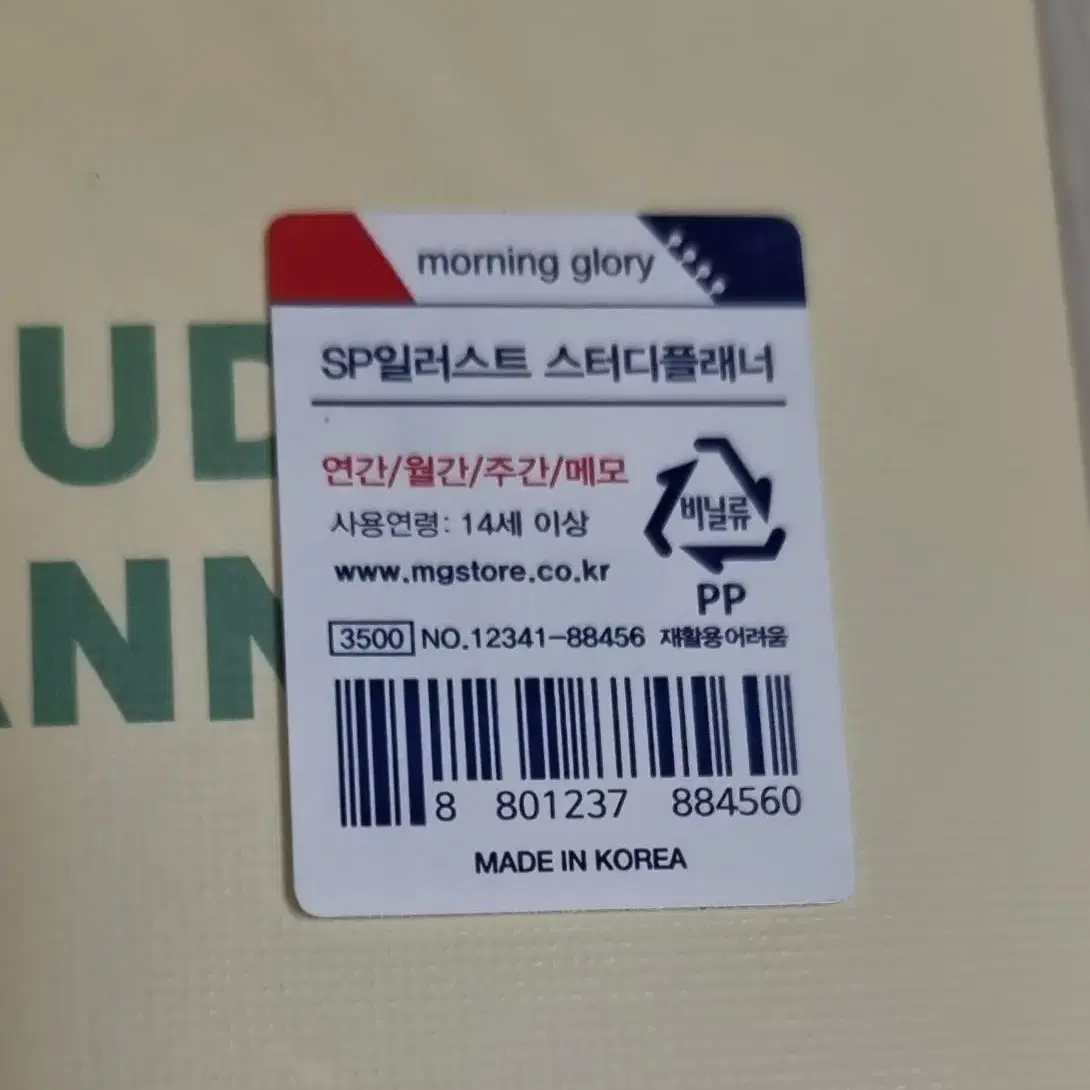 UD
ANN
morning glory
SP일러스트 스터디플래너
연간/월간/주간/메모
사용연령: 14세 이상
www.mgstore.co.kr
비닐류
PP
3500 NO.12341-88456 재활용어려움
8 801237 884560
MADE IN KOREA